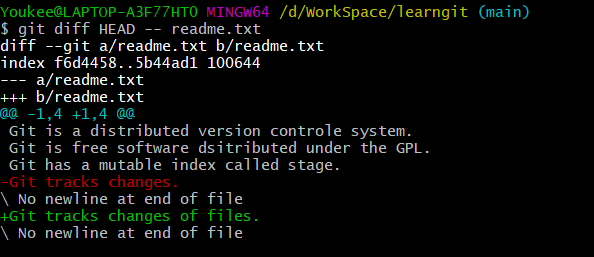 Youkee@LAPTOP-A3F77HT0 MINGW64 /d/WorkSpace/learngit (main)
$ git diff HEAD -- readme.txt
diff --git a/readme.txt b/readme.txt
index f6d4458..5b44ad1 100644
--- a/readme.txt
+++ b/readme.txt
@@ -1,4 +1,4 @@
 Git is a distributed version controle system.
 Git is free software dsitributed under the GPL.
 Git has a mutable index called stage.
-Git tracks changes.
\ No newline at end of file
+Git tracks changes of files.
\ No newline at end of file